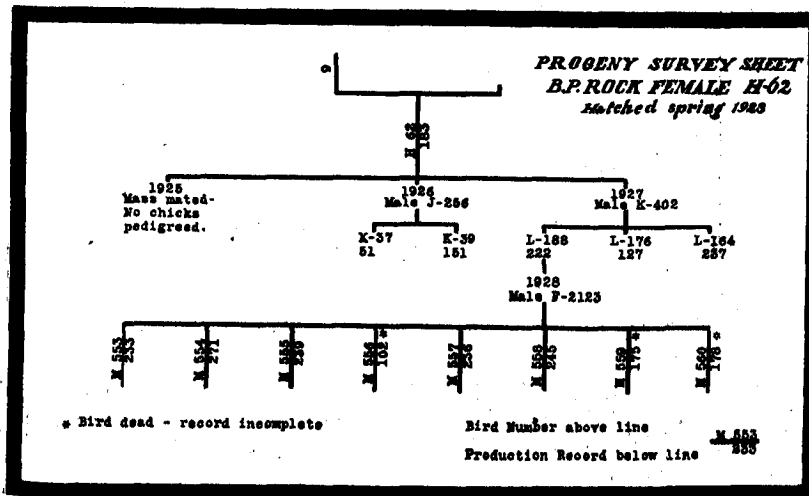 PROGENY SURVEY SHEET
B.P. ROCK FEMALE H-62
Hatched spring 1923
9
H 62
183
1925
Mass mated-
No chicks
pedigreed.
1926
Male J-256
K-37
51
K-39
151
1927
Male K-402
L-188
222
L-176
127
L-164
237
1928
Male F-2123
M 553
233
M 554
271
M 555
M 556
102 *
M 557
M 558
245
M 559
175 *
M 560
178 *
* Bird dead - record incomplete
Bird Number above line
Production Record below line
M 553
233